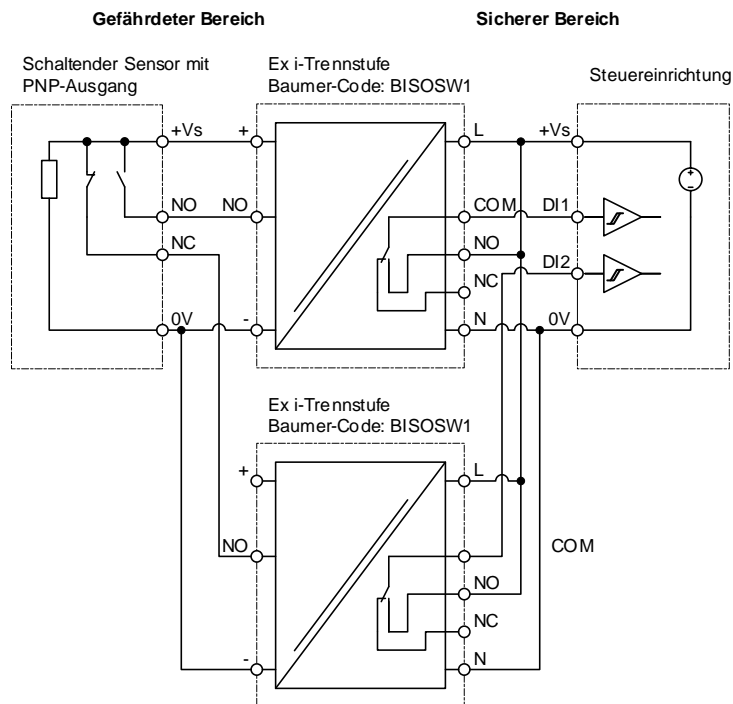 Gefährdeter Bereich
Sicherer Bereich
Schaltender Sensor mit
PNP-Ausgang
Ex i-Trennstufe
Baumer-Code: BISOSW1
Steuereinrichtung
+Vs
+
L
+Vs
+
-
NO
NO
COM
DI1
NC
NO
DI2
NC
0V
-
N
0V
Ex i-Trennstufe
Baumer-Code: BISOSW1
+
L
NO
COM
NO
NC
-
N